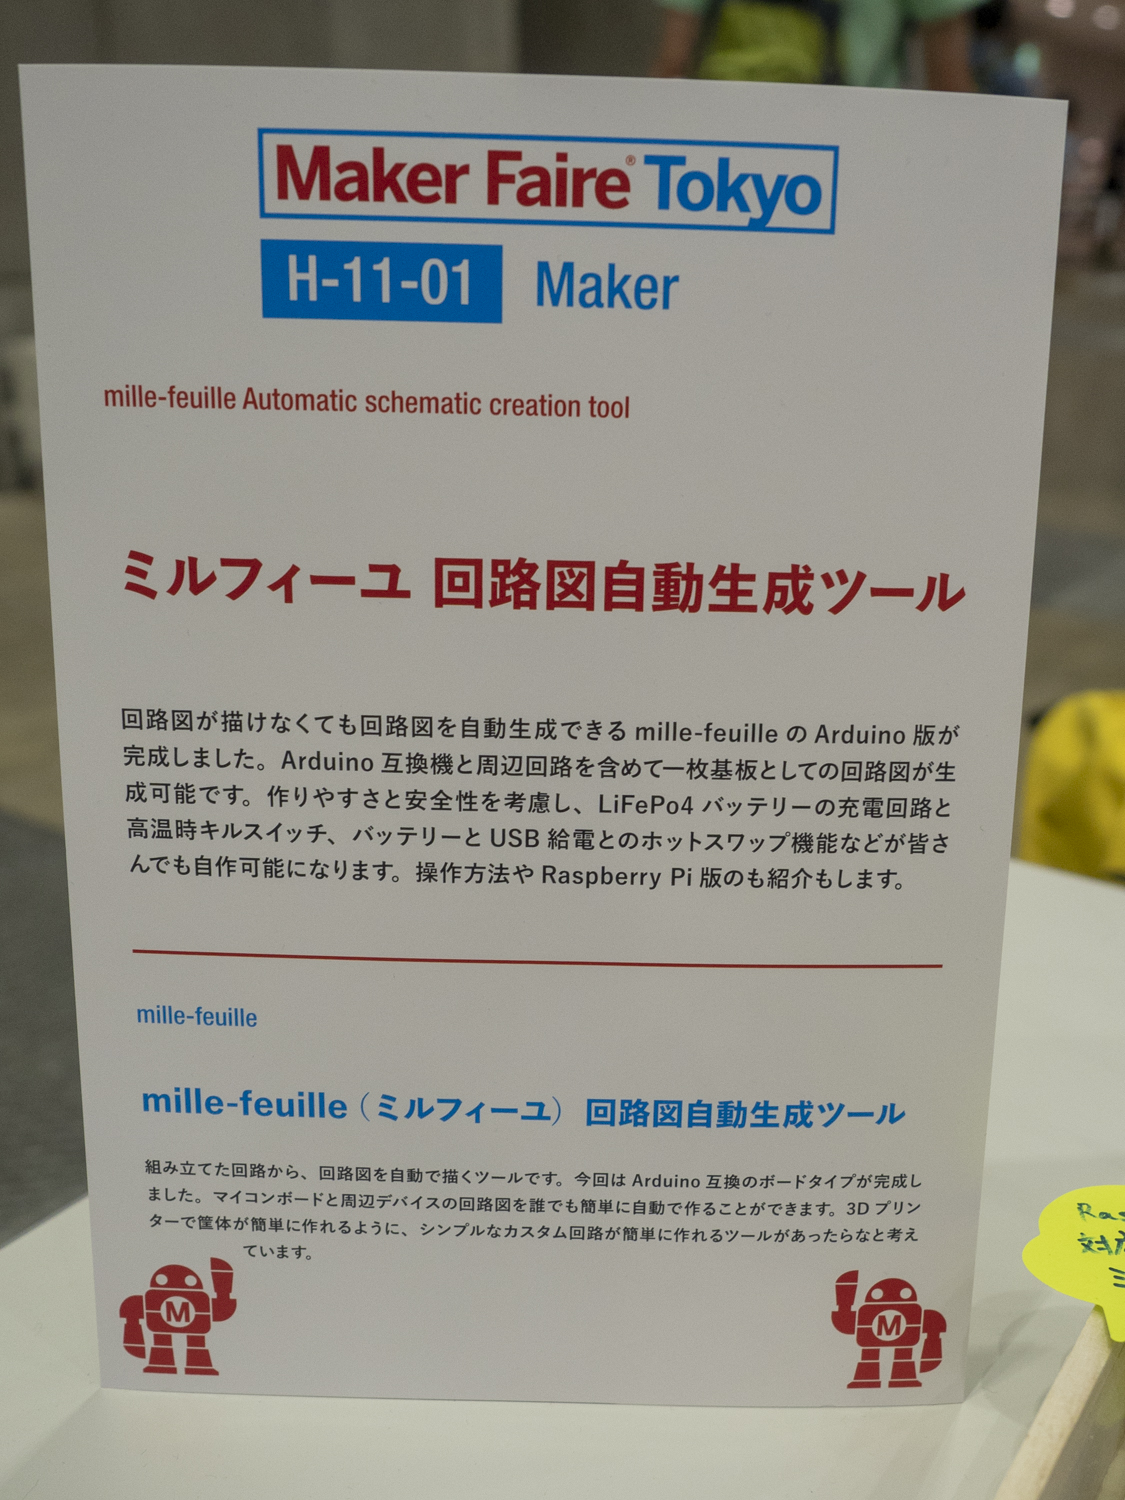 Maker Faire® Tokyo
H-11-01 Maker
mille-feuille Automatic schematic creation tool
ミルフィーユ 回路図自動生成ツール
回路図が描けなくても回路図を自動生成できる mille-feuille の Arduino 版が
完成しました。Arduino 互換機と周辺回路を含めて一枚基板としての回路図が生
成可能です。作りやすさと安全性を考慮し、LiFePo4 バッテリーの充電回路と
高温時キルスイッチ、バッテリーと USB 給電とのホットスワップ機能などが皆さ
んでも自作可能になります。操作方法や Raspberry Pi 版のも紹介もします。
mille-feuille
mille-feuille（ミルフィーユ） 回路図自動生成ツール
組み立てた回路から、回路図を自動で描くツールです。今回は Arduino 互換のボードタイプが完成し
ました。マイコンボードと周辺デバイスの回路図を誰でも簡単に自動で作ることができます。3D プリン
ターで筐体が簡単に作れるように、シンプルなカスタム回路が簡単に作れるツールがあったらなと考え
ています。
M
M